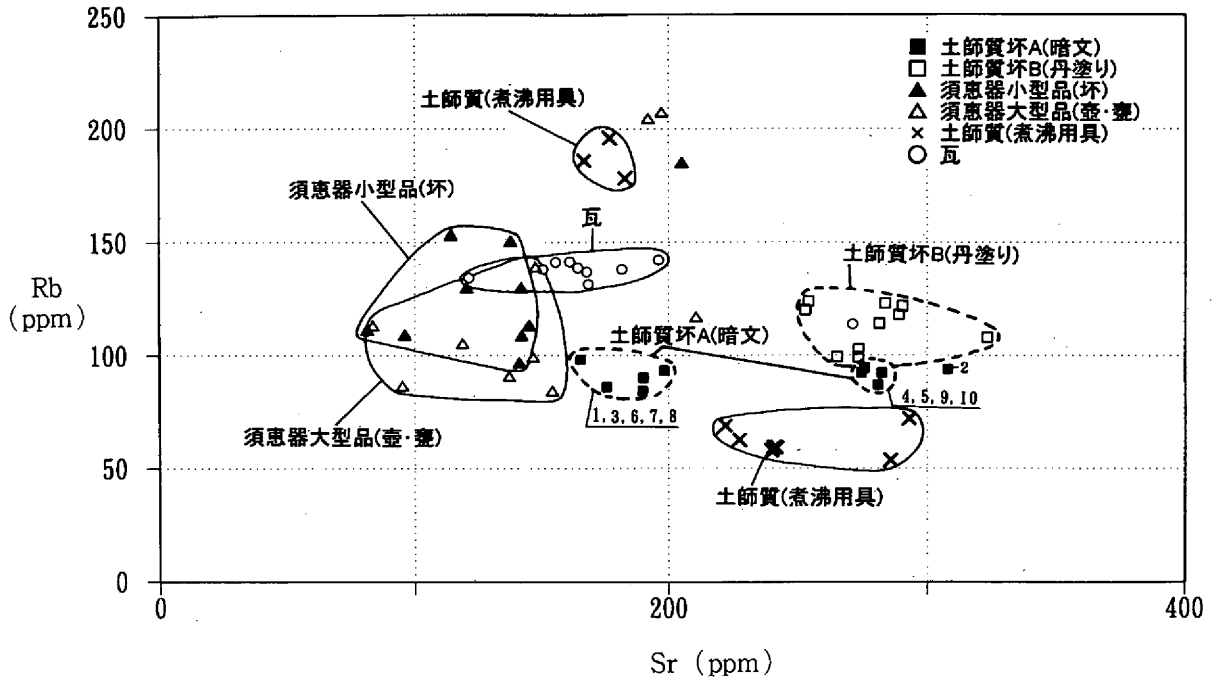 250
200
150
100
50
0
Rb
(ppm)
0
200
400
Sr (ppm)
■ 土師質坏A(暗文)
□ 土師質坏B(丹塗り)
▲ 須恵器小型品(坏)
△ 須恵器大型品(壺・甕)
× 土師質(煮沸用具)
○ 瓦
土師質(煮沸用具)
須恵器小型品(坏)
瓦
土師質坏B(丹塗り)
土師質坏A(暗文)
2
4, 5, 9, 10
1, 3, 6, 7, 8
須恵器大型品(壺・甕)
土師質(煮沸用具)